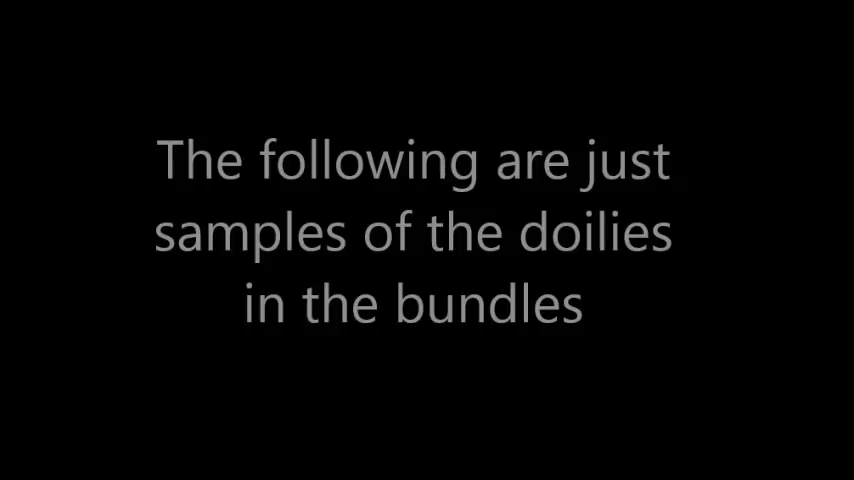 The following are just
samples of the doilies
in the bundles